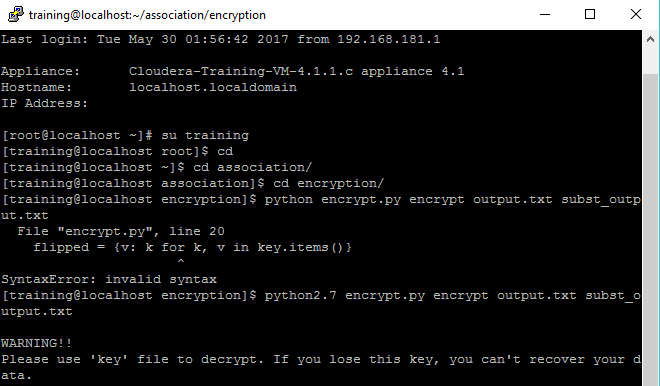 training@localhost:~/association/encryption
Last login: Tue May 30 01:56:42 2017 from 192.168.181.1
Appliance:      Cloudera-Training-VM-4.1.1.c appliance 4.1
Hostname:       localhost.localdomain
IP Address:
[root@localhost ~]# su training
[training@localhost root]$ cd
[training@localhost ~]$ cd association/
[training@localhost association]$ cd encryption/
[training@localhost encryption]$ python encrypt.py encrypt output.txt subst_outp
ut.txt
  File "encrypt.py", line 20
    flipped = {v: k for k, v in key.items()}
                      ^
SyntaxError: invalid syntax
[training@localhost encryption]$ python2.7 encrypt.py encrypt output.txt subst_o
utput.txt
WARNING!!
Please use 'key' file to decrypt. If you lose this key, you can't recover your d
ata.